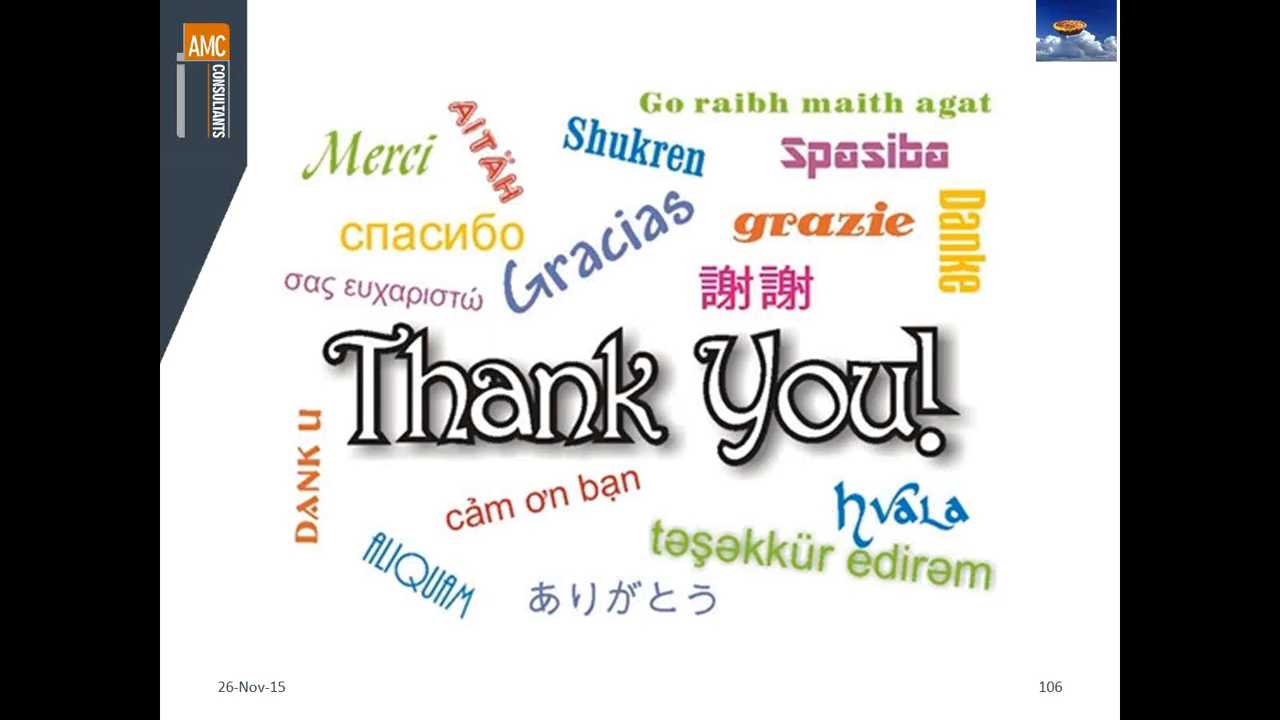 AMC
CONSULTANTS
Go raibh maith agat
Merci
AITÄH
Shukren
Spasiba
спасибо
Gracias
grazie
Danke
σας ευχαριστώ
謝謝
Thank You!
DANK U
cảm ơn bạn
hvala
təşəkkür edirəm
ALIQUAM
ありがとう
26-Nov-15
106